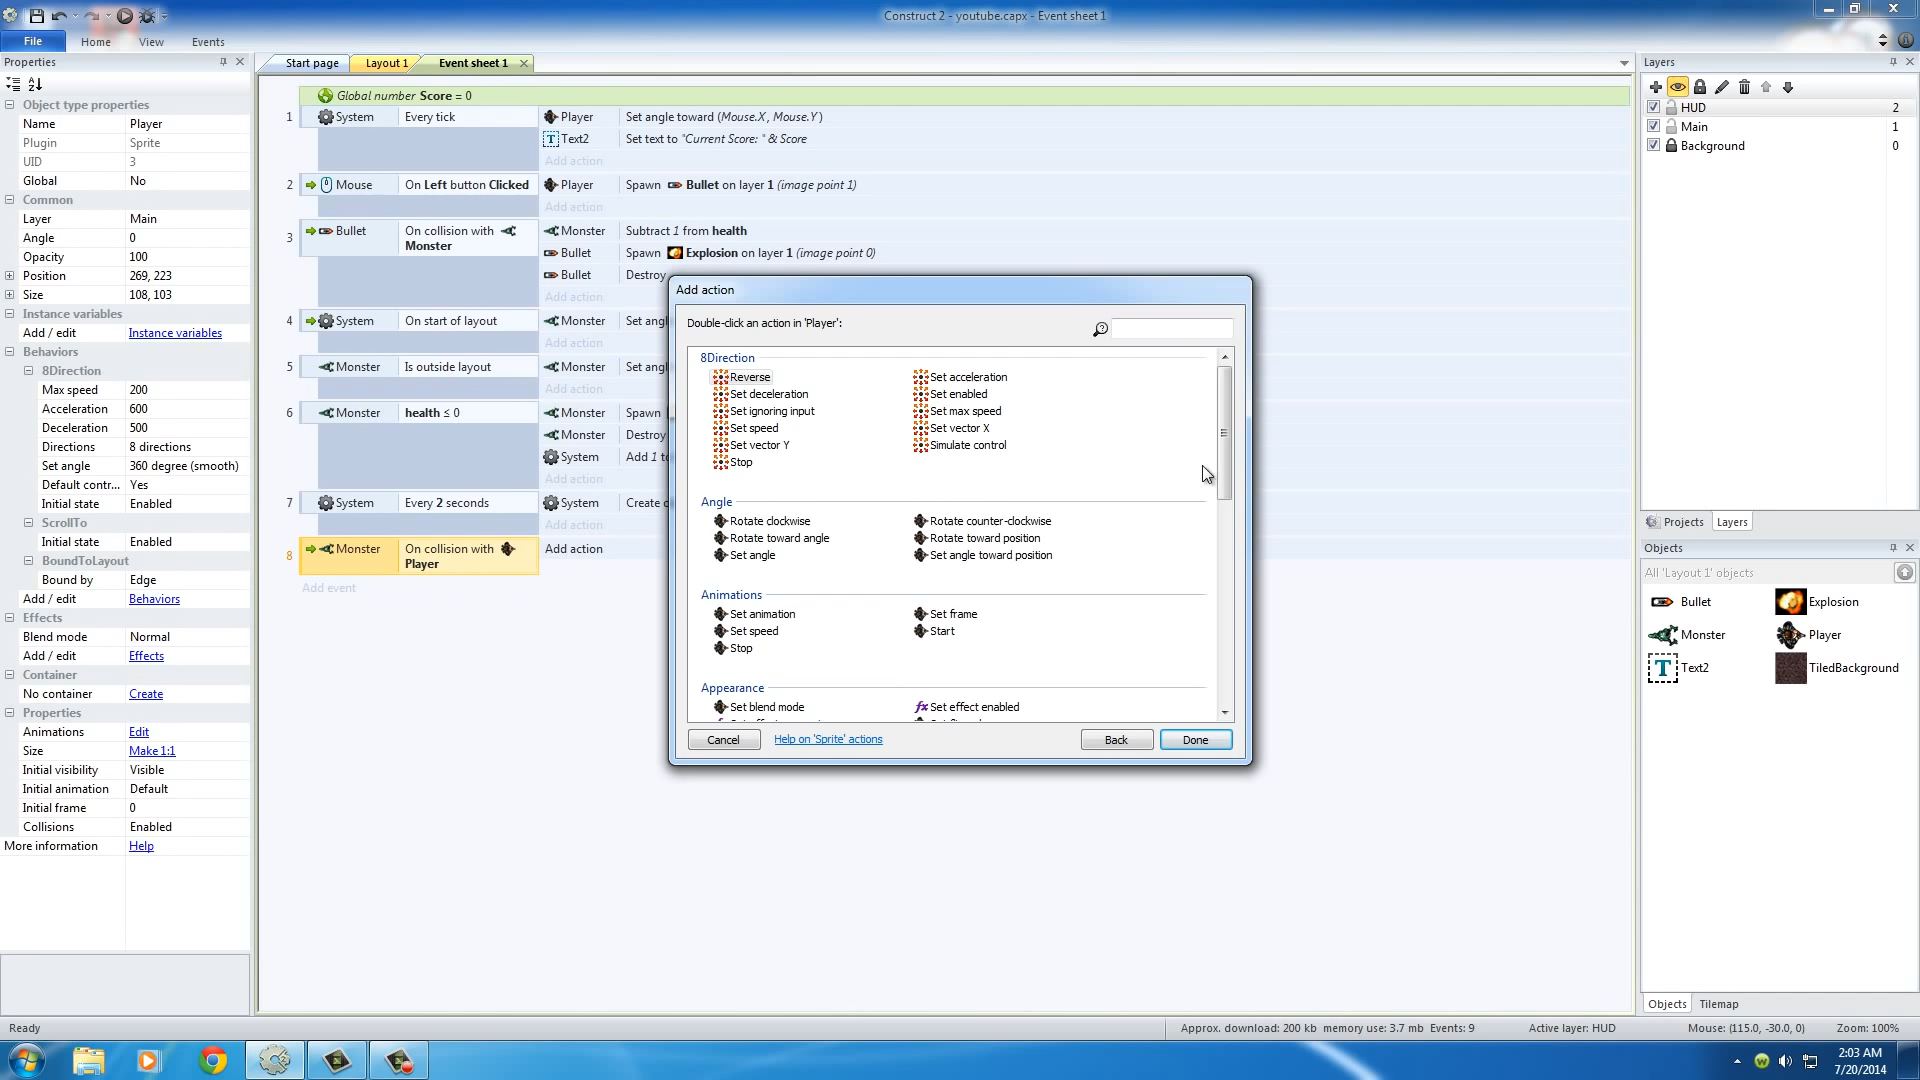 Construct 2 - youtube.capx - Event sheet 1
File Home View Events
Properties
Object type properties
Name Player
Plugin Sprite
UID 3
Global No
Common
Layer Main
Angle 0
Opacity 100
Position 269, 223
Size 108, 103
Instance variables
Add / edit Instance variables
Behaviors
8Direction
Max speed 200
Acceleration 600
Deceleration 500
Directions 8 directions
Set angle 360 degree (smooth)
Default contr... Yes
Initial state Enabled
ScrollTo
Initial state Enabled
BoundToLayout
Bound by Edge
Add / edit Behaviors
Effects
Blend mode Normal
Add / edit Effects
Container
No container Create
Properties
Animations Edit
Size Make 1:1
Initial visibility Visible
Initial animation Default
Initial frame 0
Collisions Enabled
More information Help
Start page Layout 1 Event sheet 1
Global number Score = 0
1 System Every tick Player Set angle toward (Mouse.X, Mouse.Y)
Text2 Set text to "Current Score: " & Score
Add action
2 Mouse On Left button Clicked Player Spawn Bullet on layer 1 (image point 1)
Add action
3 Bullet On collision with Monster Monster Subtract 1 from health
Bullet Spawn Explosion on layer 1 (image point 0)
Bullet Destroy
Add action
4 System On start of layout Monster Set angl
Add action
5 Monster Is outside layout Monster Set angl
Add action
6 Monster health ≤ 0 Monster Spawn
Monster Destroy
System Add 1 to
Add action
7 System Every 2 seconds System Create o
Add action
8 Monster On collision with Player Add action
Add event
Add action
Double-click an action in 'Player':
8Direction
Reverse Set acceleration
Set deceleration Set enabled
Set ignoring input Set max speed
Set speed Set vector X
Set vector Y Simulate control
Stop
Angle
Rotate clockwise Rotate counter-clockwise
Rotate toward angle Rotate toward position
Set angle Set angle toward position
Animations
Set animation Set frame
Set speed Start
Stop
Appearance
Set blend mode fx Set effect enabled
Cancel Help on 'Sprite' actions Back Done
Layers
HUD 2
Main 1
Background 0
Projects Layers
Objects
All 'Layout 1' objects
Bullet Explosion
Monster Player
Text2 TiledBackground
Objects Tilemap
Ready Approx. download: 200 kb memory use: 3.7 mb Events: 9 Active layer: HUD Mouse: (115.0, -30.0, 0) Zoom: 100%
2:03 AM
7/20/2014